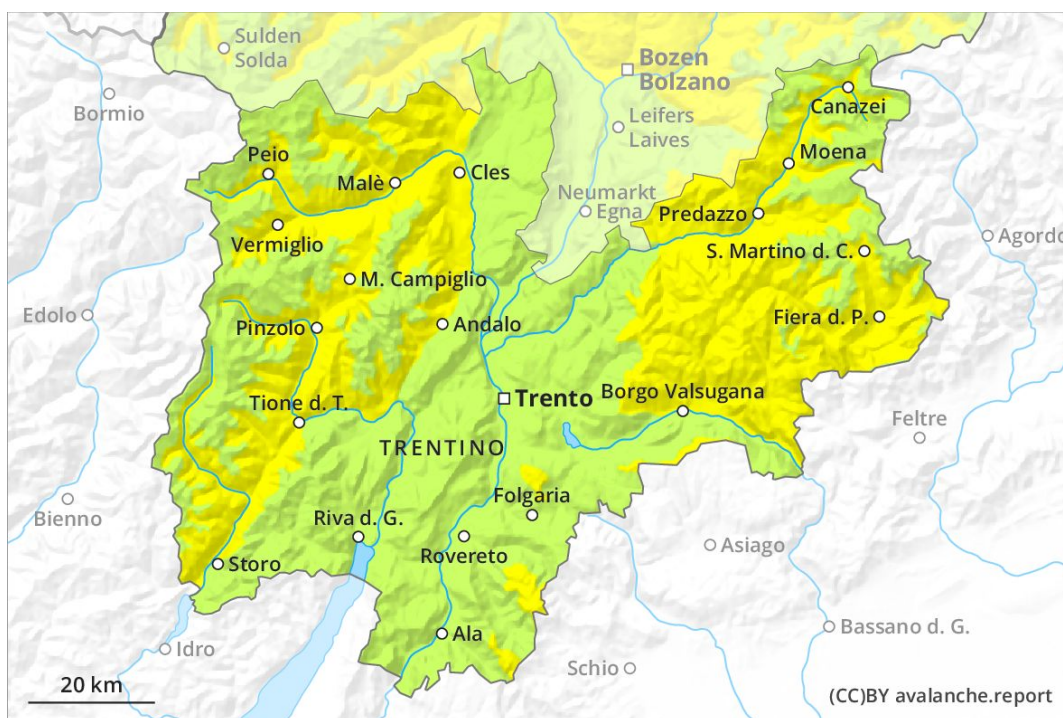 Sulden
Solda
Bozen
Bolzano
Canazei
Bormio
Leifers
Laives
Peio
Malè
Cles
Moena
Neumarkt
Egna
Predazzo
Vermiglio
Agordo
S. Martino d. C.
M. Campiglio
Edolo
Pinzolo
Andalo
Fiera d. P.
Trento
Borgo Valsugana
Tione d. T.
Feltre
TRENTINO
Bienno
Folgaria
Riva d. G.
Rovereto
Asiago
Storo
Ala
Bassano d. G.
Idro
Schio
20 km
(CC)BY avalanche.report